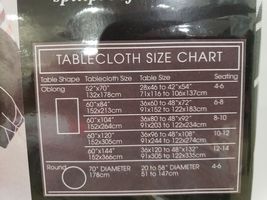 TABLECLOTH SIZE CHART
Table Shape Tablecloth Size Table Size Seating
Oblong 52"x70" 28x46 to 42"x54" 4-6
132x178cm 71x116 to 106x137cm
60"x84" 36x60 to 48"x72" 6-8
152x213cm 91x152 to 122x183cm
60"x104" 36x80 to 48"x92" 8-10
152x264cm 91x203 to 122x234cm
60"x120" 36x96 to 48"x108" 10-12
152x305cm 91x244 to 122x274cm
60"x144" 36x120 to 48"x132" 12-14
152x366cm 91x305 to 122x335cm
Round 70" DIAMETER 20 to 58" DIAMETER 4-6
178cm 51 to 147cm